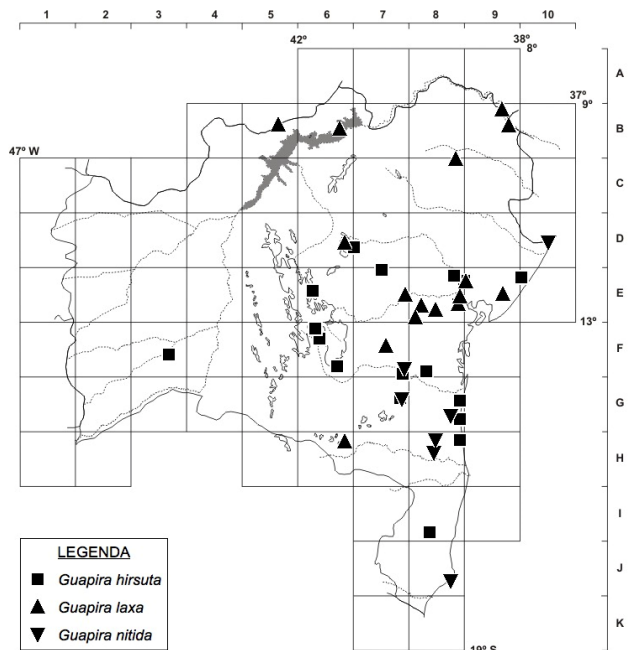 1 2 3 4 5 6 7 8 9 10
42° 38°
8°
A
37°
9°
B
47° W
C
D
E
13°
F
G
H
I
J
K
19° S
LEGENDA
Guapira hirsuta
Guapira laxa
Guapira nitida